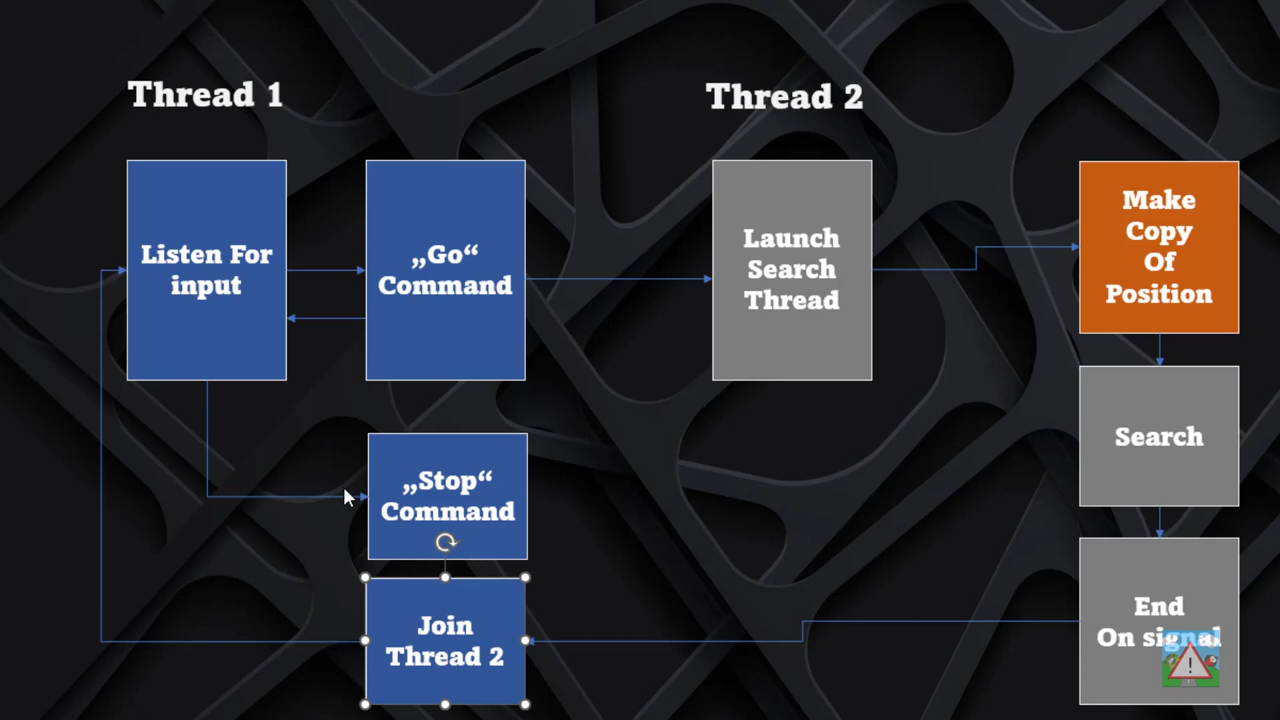 Thread 1
Thread 2
Listen For
input
„Go“
Command
Launch
Search
Thread
Make
Copy
Of
Position
Search
„Stop“
Command
Join
Thread 2
End
On signal